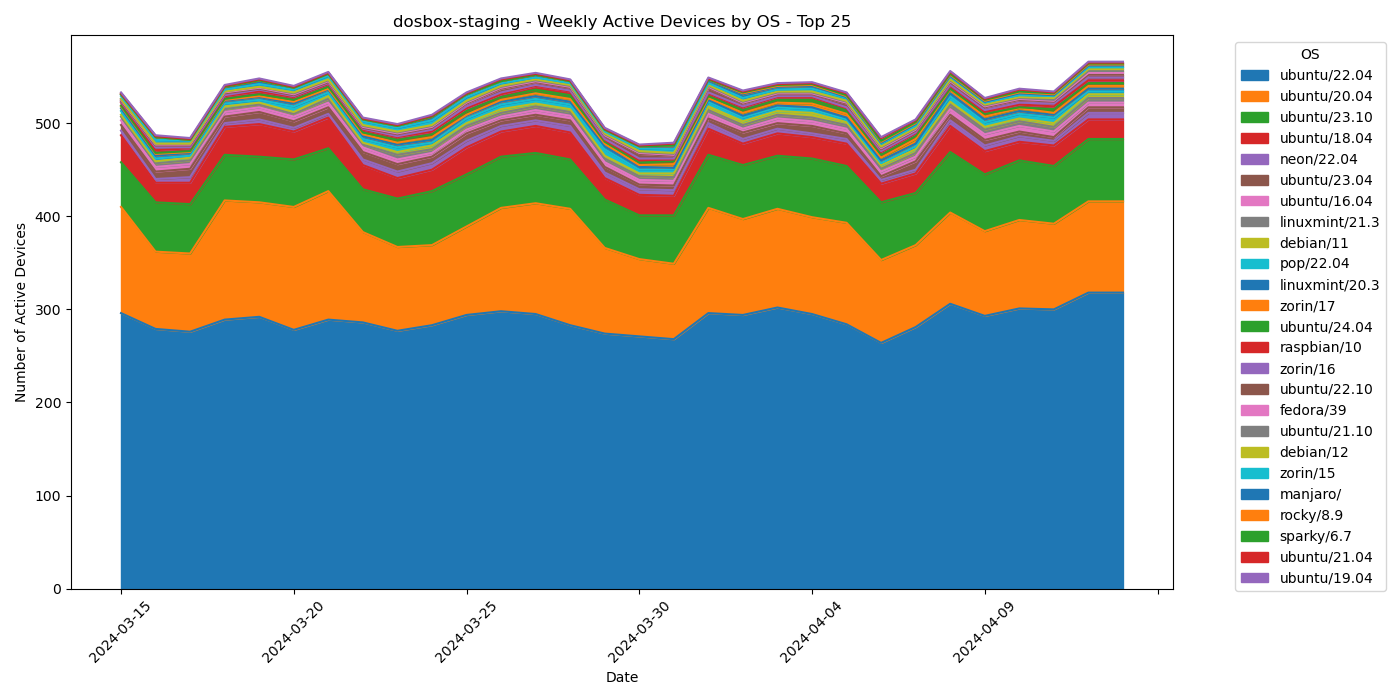 dosbox-staging - Weekly Active Devices by OS - Top 25
Number of Active Devices
500
400
300
200
100
0
2024-03-15
2024-03-20
2024-03-25
2024-03-30
2024-04-04
2024-04-09
Date
OS
ubuntu/22.04
ubuntu/20.04
ubuntu/23.10
ubuntu/18.04
neon/22.04
ubuntu/23.04
ubuntu/16.04
linuxmint/21.3
debian/11
pop/22.04
linuxmint/20.3
zorin/17
ubuntu/24.04
raspbian/10
zorin/16
ubuntu/22.10
fedora/39
ubuntu/21.10
debian/12
zorin/15
manjaro/
rocky/8.9
sparky/6.7
ubuntu/21.04
ubuntu/19.04